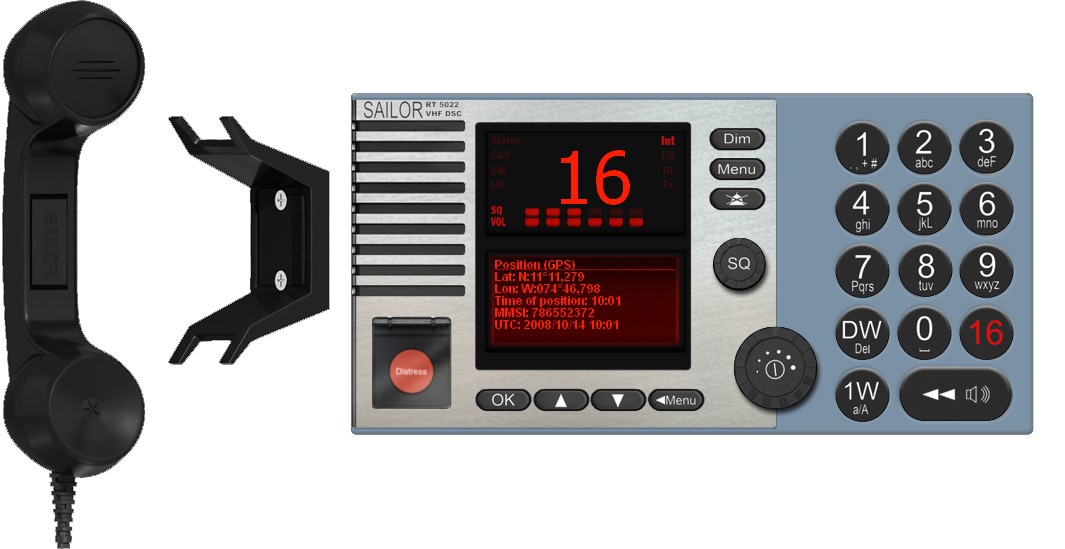 SAILOR RT 5022
VHF DSC
Alarm
Int
Call
US
DW
BI
1W
Tx
16
SQ
VOL
Position (GPS)
Lat: N:11°11,279
Lon: W:074°46,798
Time of position: 10:01
MMSI: 786552372
UTC: 2008/10/14 10:01
Distress
OK
◀Menu
Dim
Menu
SQ
1
. , + #
2
abc
3
deF
4
ghi
5
jkL
6
mno
7
Pqrs
8
tuv
9
wxyz
DW
Del
0
16
1W
a/A
SAILOR